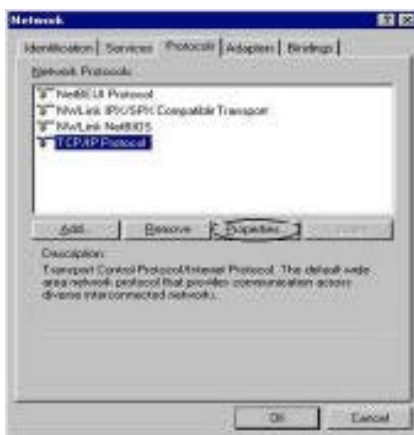 Network
Identification Services Protocols Adapters Bindings
Network Protocols:
NetBEUI Protocol
NWLink IPX/SPX Compatible Transport
NWLink NetBIOS
TCP/IP Protocol
Add... Remove Properties...
Description:
Transport Control Protocol/Internet Protocol. The default wide
area network protocol that provides communication across
diverse interconnected networks.
OK Cancel